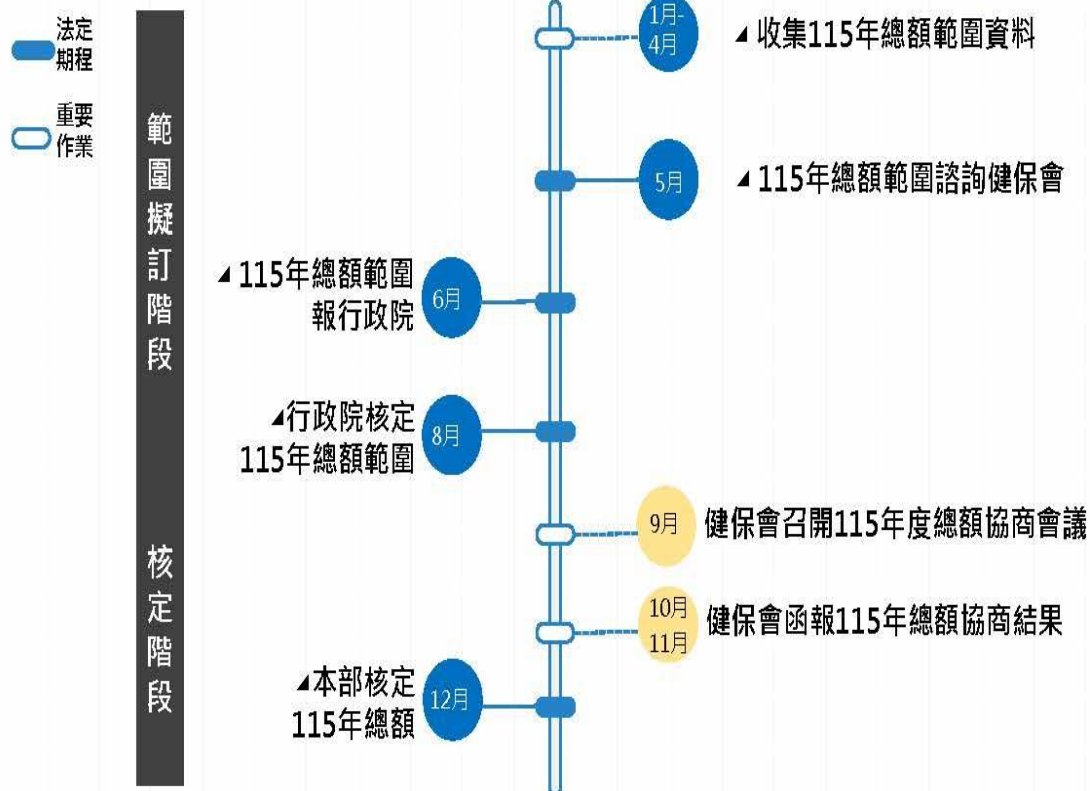 法定
期程
重要
作業
範圍擬訂階段
核定階段
1月-
4月
◢ 收集115年總額範圍資料
5月
◢ 115年總額範圍諮詢健保會
◢ 115年總額範圍
報行政院
6月
◢行政院核定
115年總額範圍
8月
9月
健保會召開115年度總額協商會議
10月
11月
健保會函報115年總額協商結果
◢本部核定
115年總額
12月